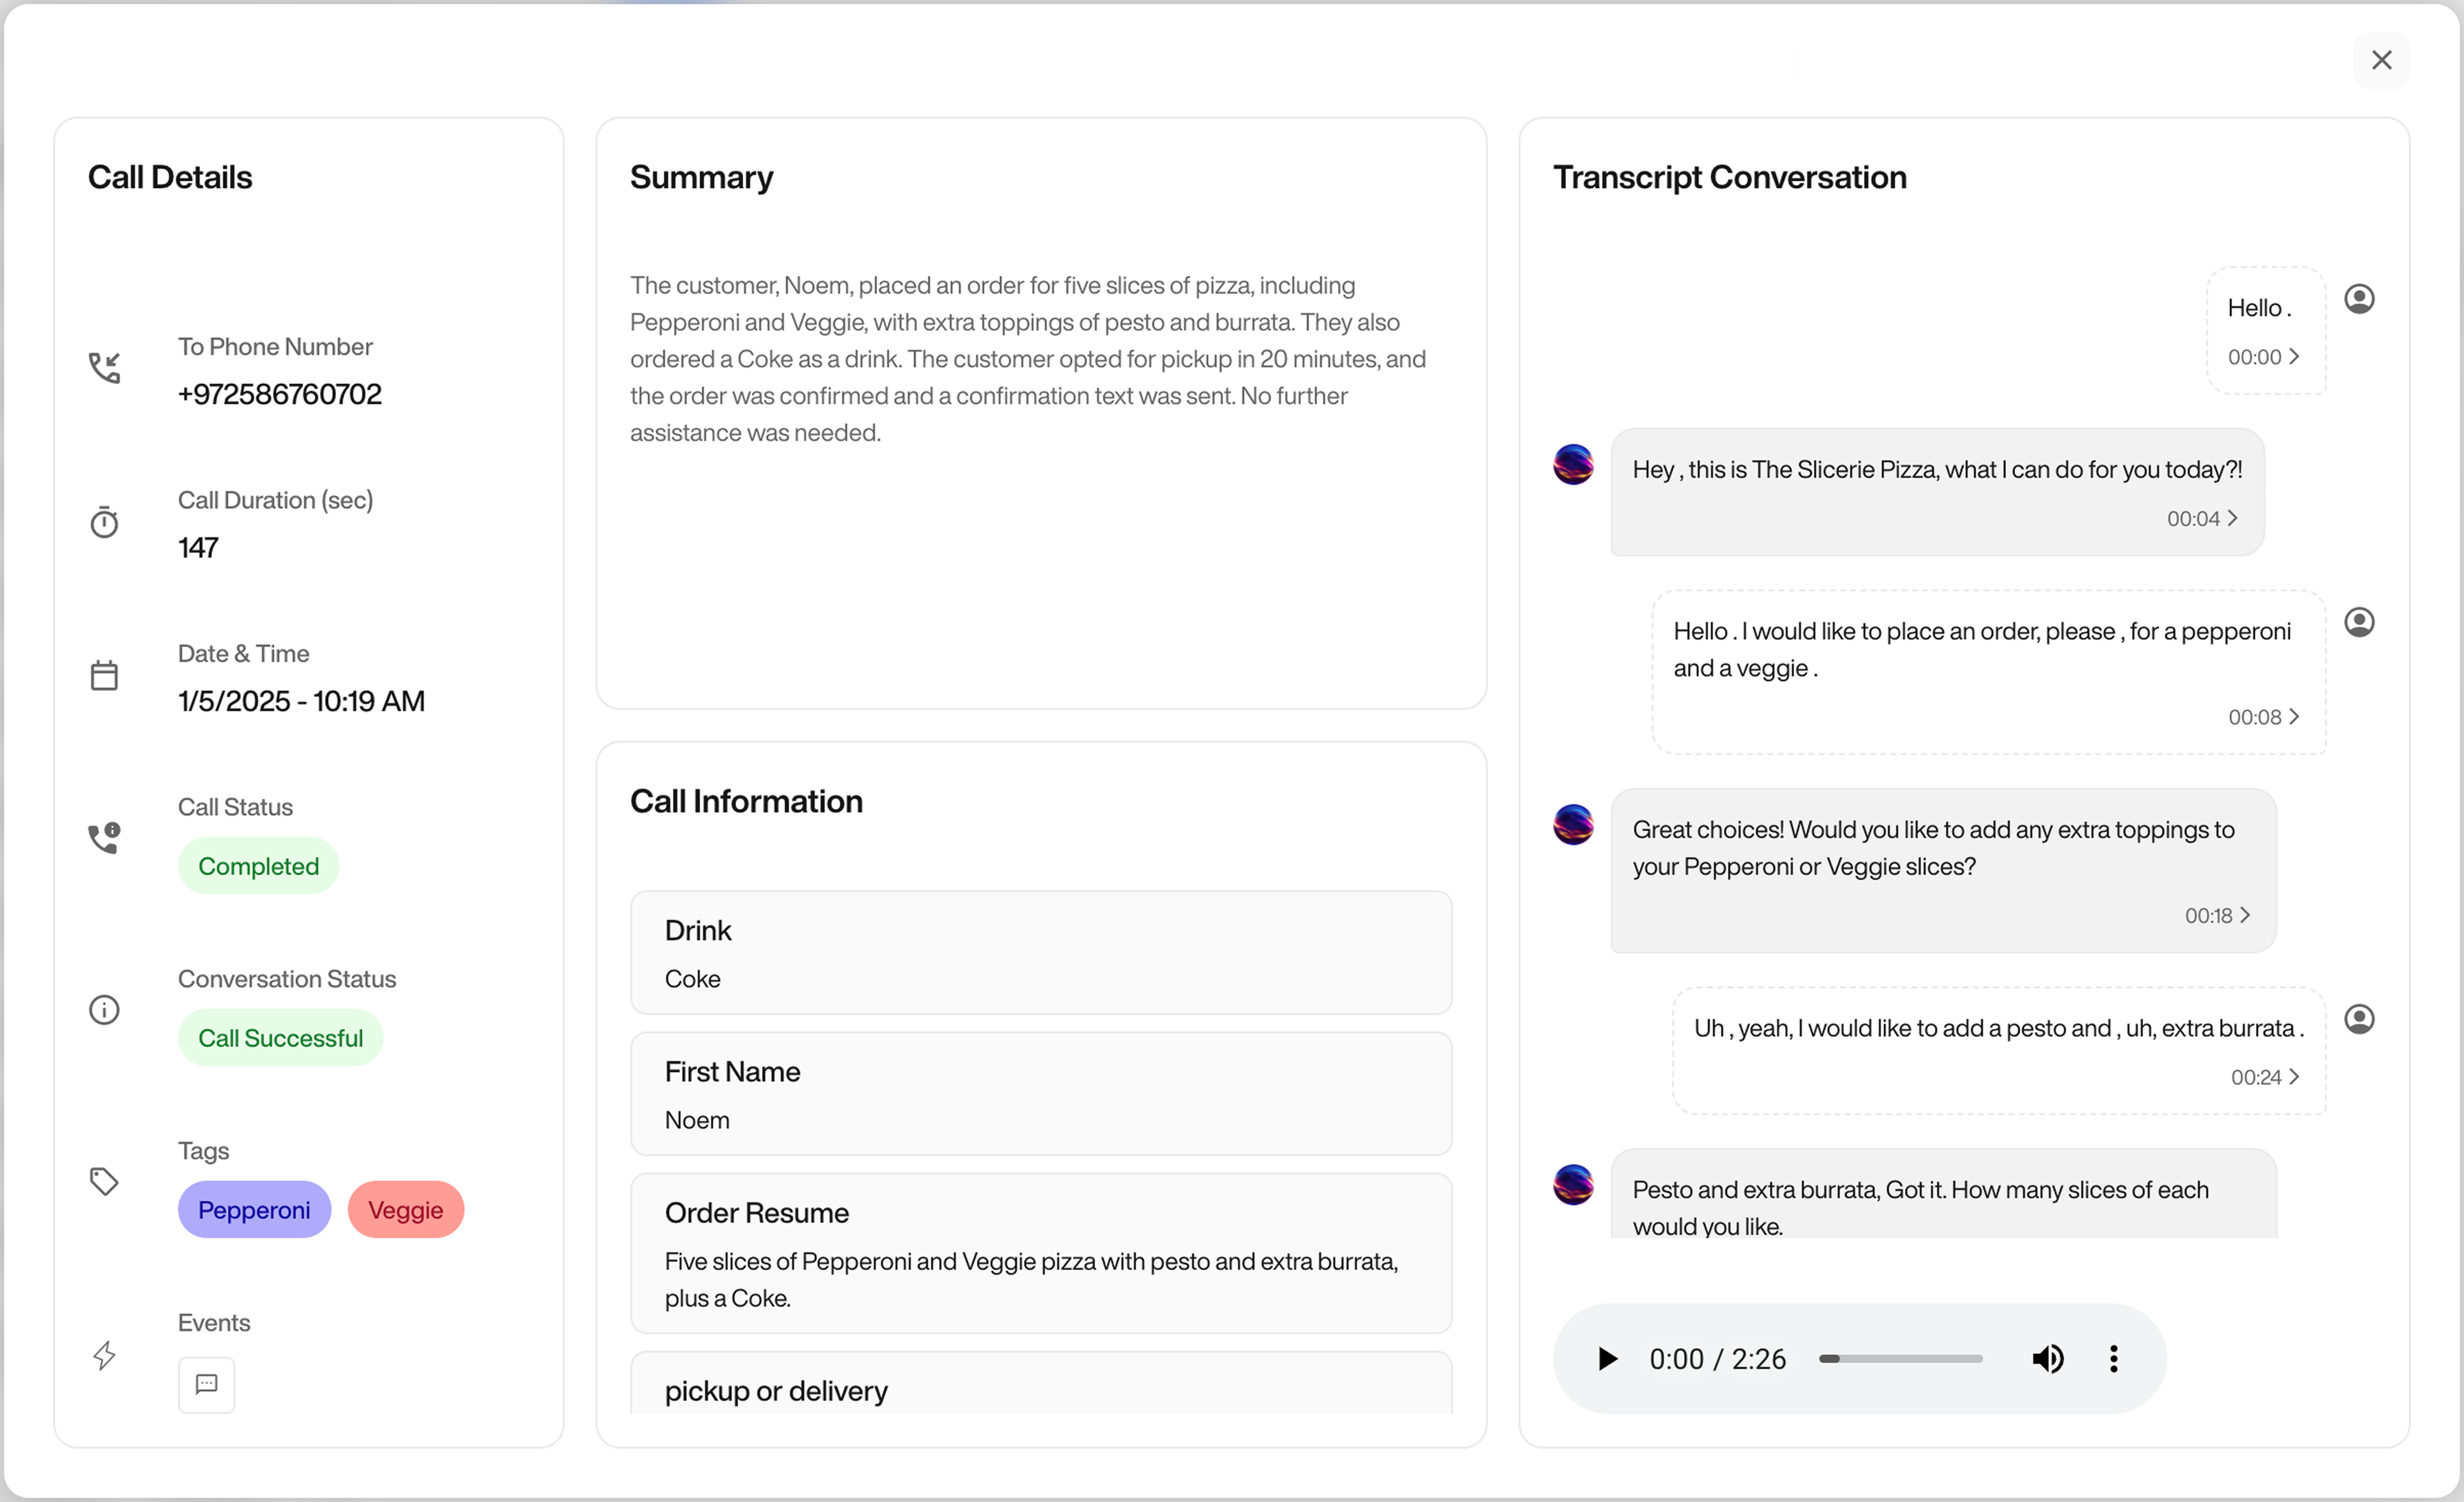 Call Details
To Phone Number
+972586760702
Call Duration (sec)
147
Date & Time
1/5/2025 - 10:19 AM
Call Status
Completed
Conversation Status
Call Successful
Tags
Pepperoni Veggie
Events
Summary
The customer, Noem, placed an order for five slices of pizza, including
Pepperoni and Veggie, with extra toppings of pesto and burrata. They also
ordered a Coke as a drink. The customer opted for pickup in 20 minutes, and
the order was confirmed and a confirmation text was sent. No further
assistance was needed.
Call Information
Drink
Coke
First Name
Noem
Order Resume
Five slices of Pepperoni and Veggie pizza with pesto and extra burrata,
plus a Coke.
pickup or delivery
Transcript Conversation
Hello .
00:00
Hey , this is The Slicerie Pizza, what I can do for you today?!
00:04
Hello . I would like to place an order, please , for a pepperoni
and a veggie .
00:08
Great choices! Would you like to add any extra toppings to
your Pepperoni or Veggie slices?
00:18
Uh , yeah, I would like to add a pesto and , uh, extra burrata .
00:24
Pesto and extra burrata, Got it. How many slices of each
would you like.
0:00 / 2:26